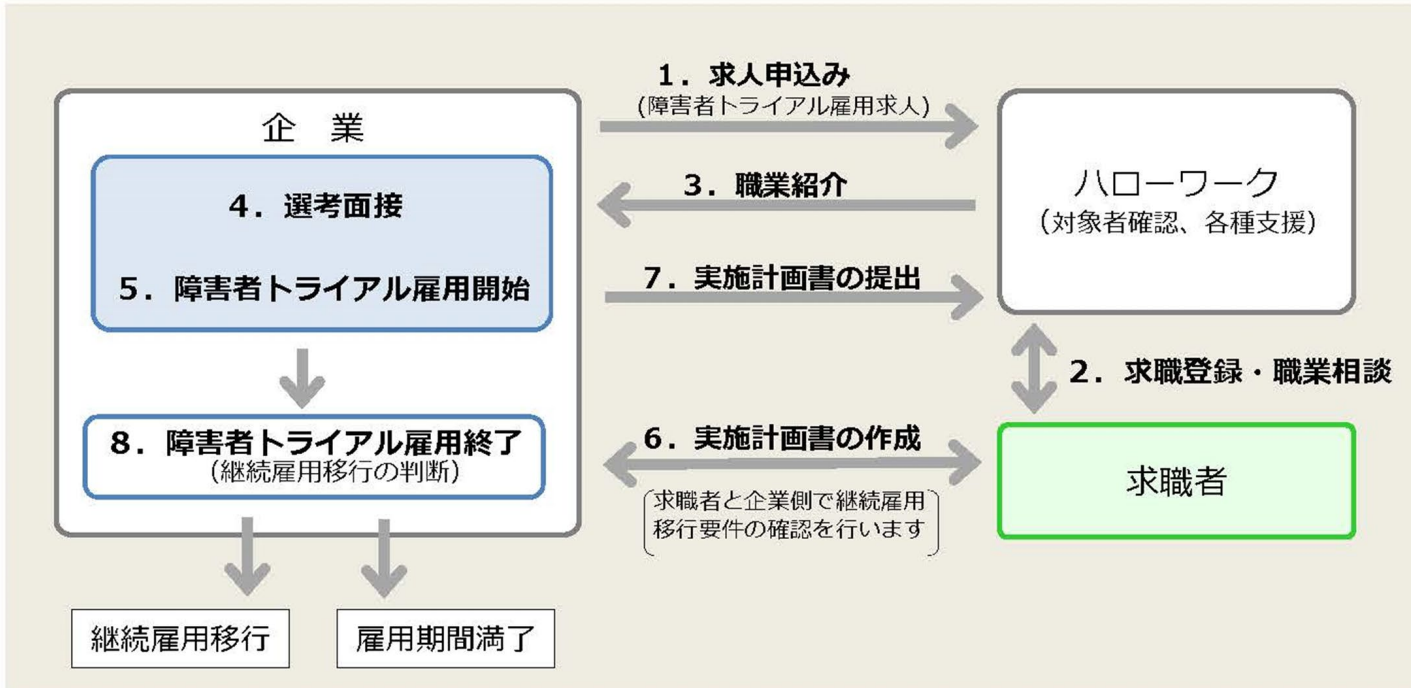 1．求人申込み
(障害者トライアル雇用求人)
企　業
4．選考面接
5．障害者トライアル雇用開始
3．職業紹介
7．実施計画書の提出
ハローワーク
（対象者確認、各種支援）
2．求職登録・職業相談
8．障害者トライアル雇用終了
（継続雇用移行の判断）
6．実施計画書の作成
求職者と企業側で継続雇用
移行要件の確認を行います
求職者
継続雇用移行
雇用期間満了